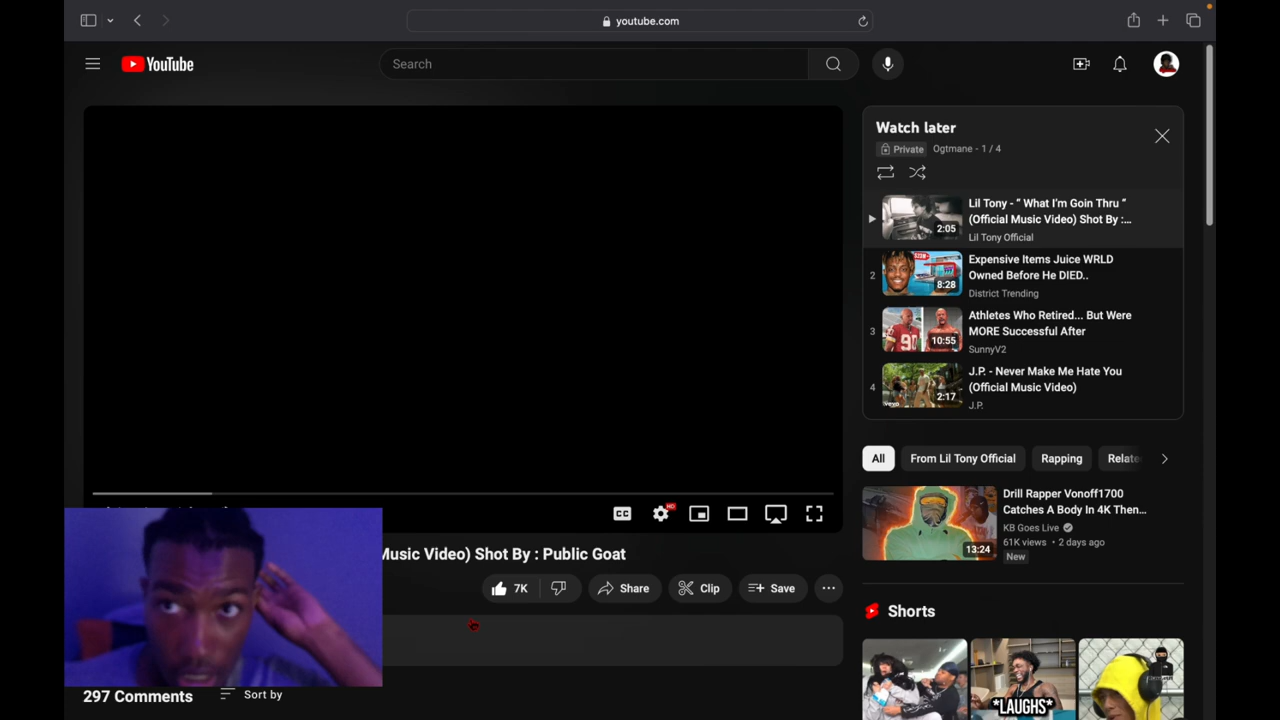 youtube.com
YouTube
Search
Watch later
Private Ogtmane - 1 / 4
Lil Tony - “ What I'm Goin Thru “
(Official Music Video) Shot By :...
2:05
Lil Tony Official
2
Expensive Items Juice WRLD
Owned Before He DIED..
8:28
District Trending
3
Athletes Who Retired... But Were
MORE Successful After
10:55
SunnyV2
4
J.P. - Never Make Me Hate You
(Official Music Video)
2:17
vevo
J.P.
All From Lil Tony Official Rapping Relate
Drill Rapper Vonoff1700
Catches A Body In 4K Then...
KB Goes Live
61K views • 2 days ago
13:24
New
CC HD
Music Video) Shot By : Public Goat
7K Share Clip Save
Shorts
*LAUGHS*
297 Comments Sort by